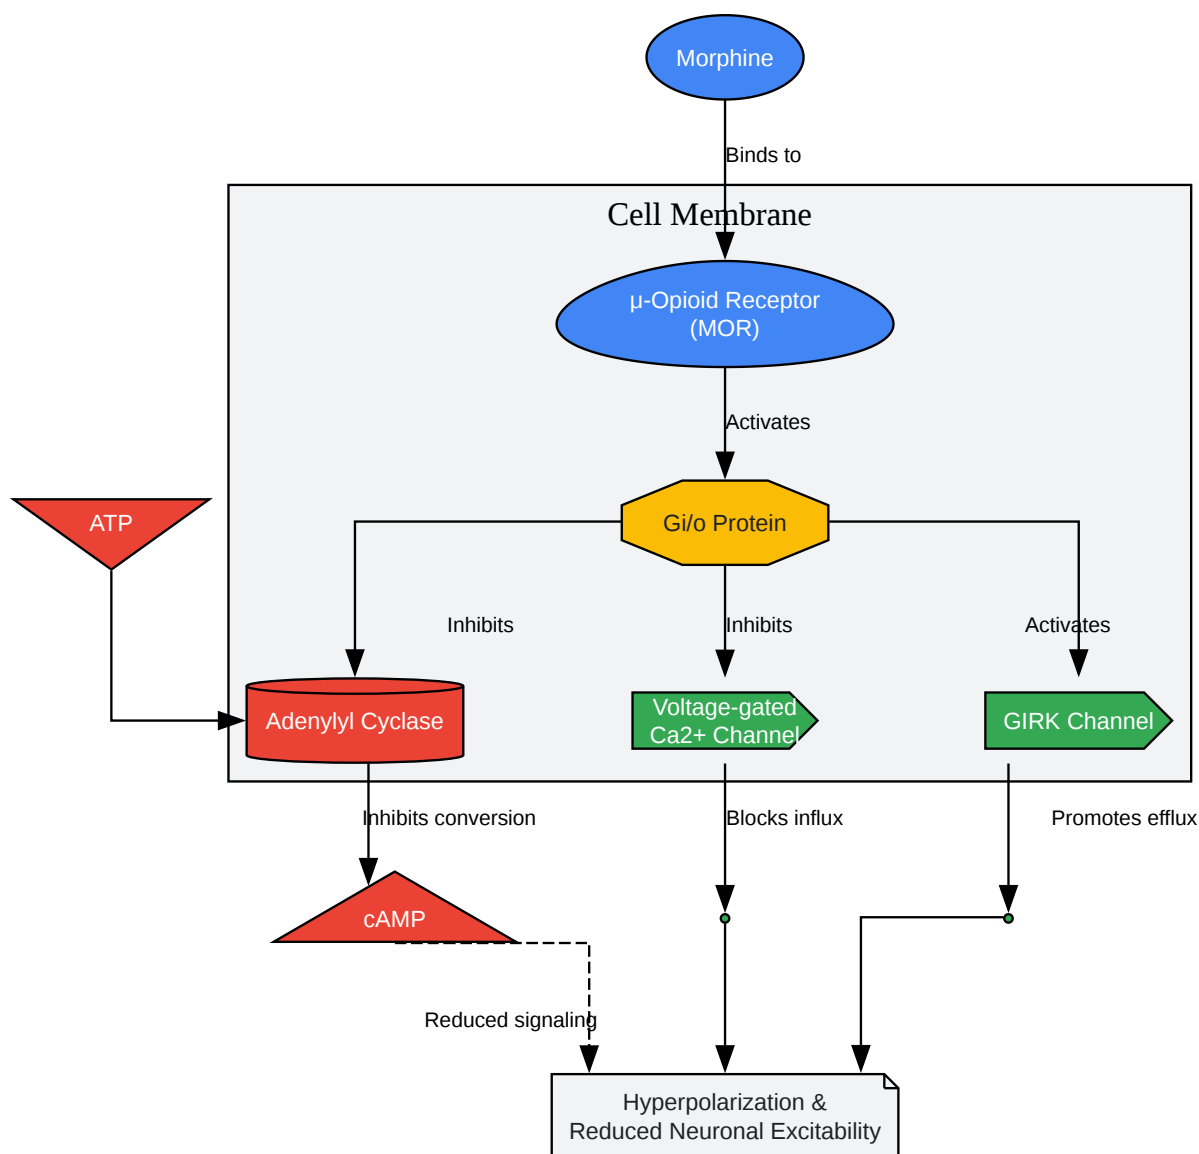 Morphine
Binds to
Cell Membrane
μ-Opioid Receptor
(MOR)
Activates
ATP
Gi/o Protein
Inhibits
Inhibits
Activates
Adenylyl Cyclase
Voltage-gated
Ca2+ Channel
GIRK Channel
Inhibits conversion
Blocks influx
Promotes efflux
cAMP
Reduced signaling
Hyperpolarization &
Reduced Neuronal Excitability